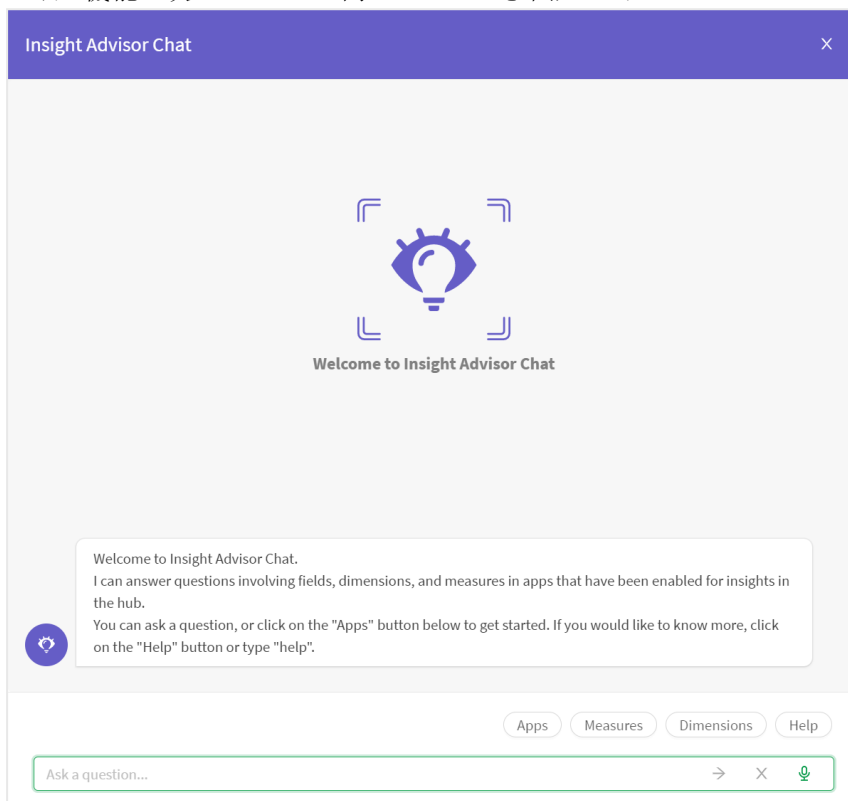 Insight Advisor Chat
Welcome to Insight Advisor Chat
Welcome to Insight Advisor Chat.
I can answer questions involving fields, dimensions, and measures in apps that have been enabled for insights in
the hub.
You can ask a question, or click on the "Apps" button below to get started. If you would like to know more, click
on the "Help" button or type "help".
Apps Measures Dimensions Help
Ask a question...